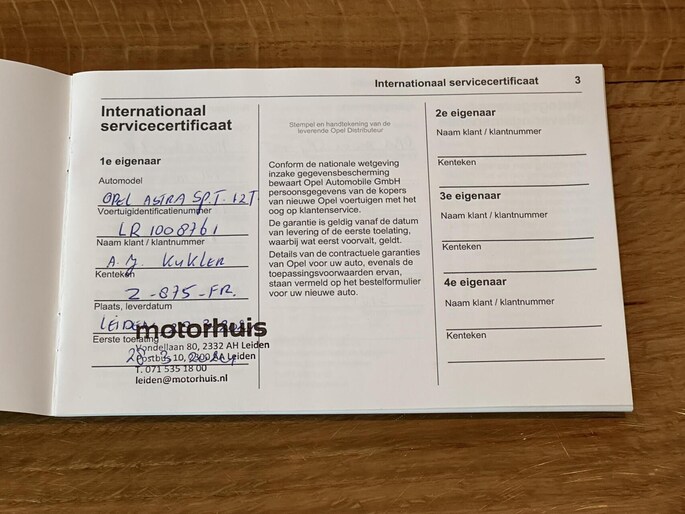 Internationaal servicecertificaat 3
Internationaal
servicecertificaat
1e eigenaar
Automodel
OPEL ASTRA SP.T. 1.2 T.
Voertuigidentificatienummer
LR 1008761
Naam klant / klantnummer
A. J. KUKLER
Kenteken
Z-875-FR.
Plaats, leverdatum
LEIDEN
Eerste toelating
motorhuis
Vondellaan 80, 2332 AH Leiden
Postbus 10, 2300 AA Leiden
T. 071 535 18 00
leiden@motorhuis.nl
Stempel en handtekening van de
leverende Opel Distributeur
Conform de nationale wetgeving
inzake gegevensbescherming
bewaart Opel Automobile GmbH
persoonsgegevens van de kopers
van nieuwe Opel voertuigen met het
oog op klantenservice.
De garantie is geldig vanaf de datum
van levering of de eerste toelating,
waarbij wat eerst voorvalt, geldt.
Details van de contractuele garanties
van Opel voor uw auto, evenals de
toepassingsvoorwaarden ervan,
staan vermeld op het bestelformulier
voor uw nieuwe auto.
2e eigenaar
Naam klant / klantnummer
Kenteken
3e eigenaar
Naam klant / klantnummer
Kenteken
4e eigenaar
Naam klant / klantnummer
Kenteken